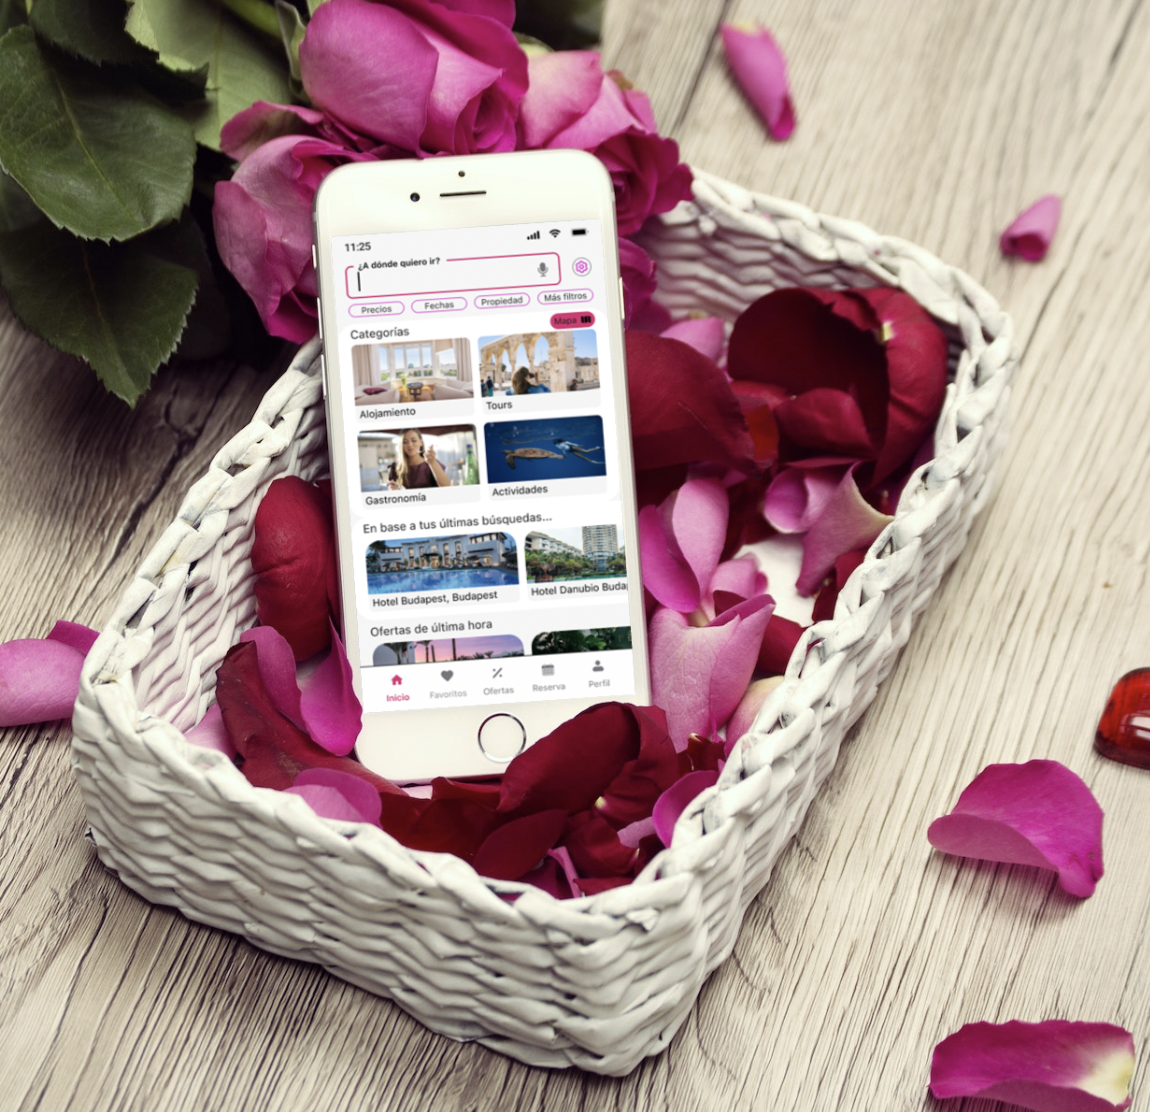 11:25
¿A dónde quiero ir?
Precios Fechas Propiedad Más filtros
Categorías Mapa
Alojamiento Tours
Gastronomía Actividades
En base a tus últimas búsquedas...
Hotel Budapest, Budapest Hotel Danubio Buda
Ofertas de última hora
Inicio Favoritos Ofertas Reserva Perfil